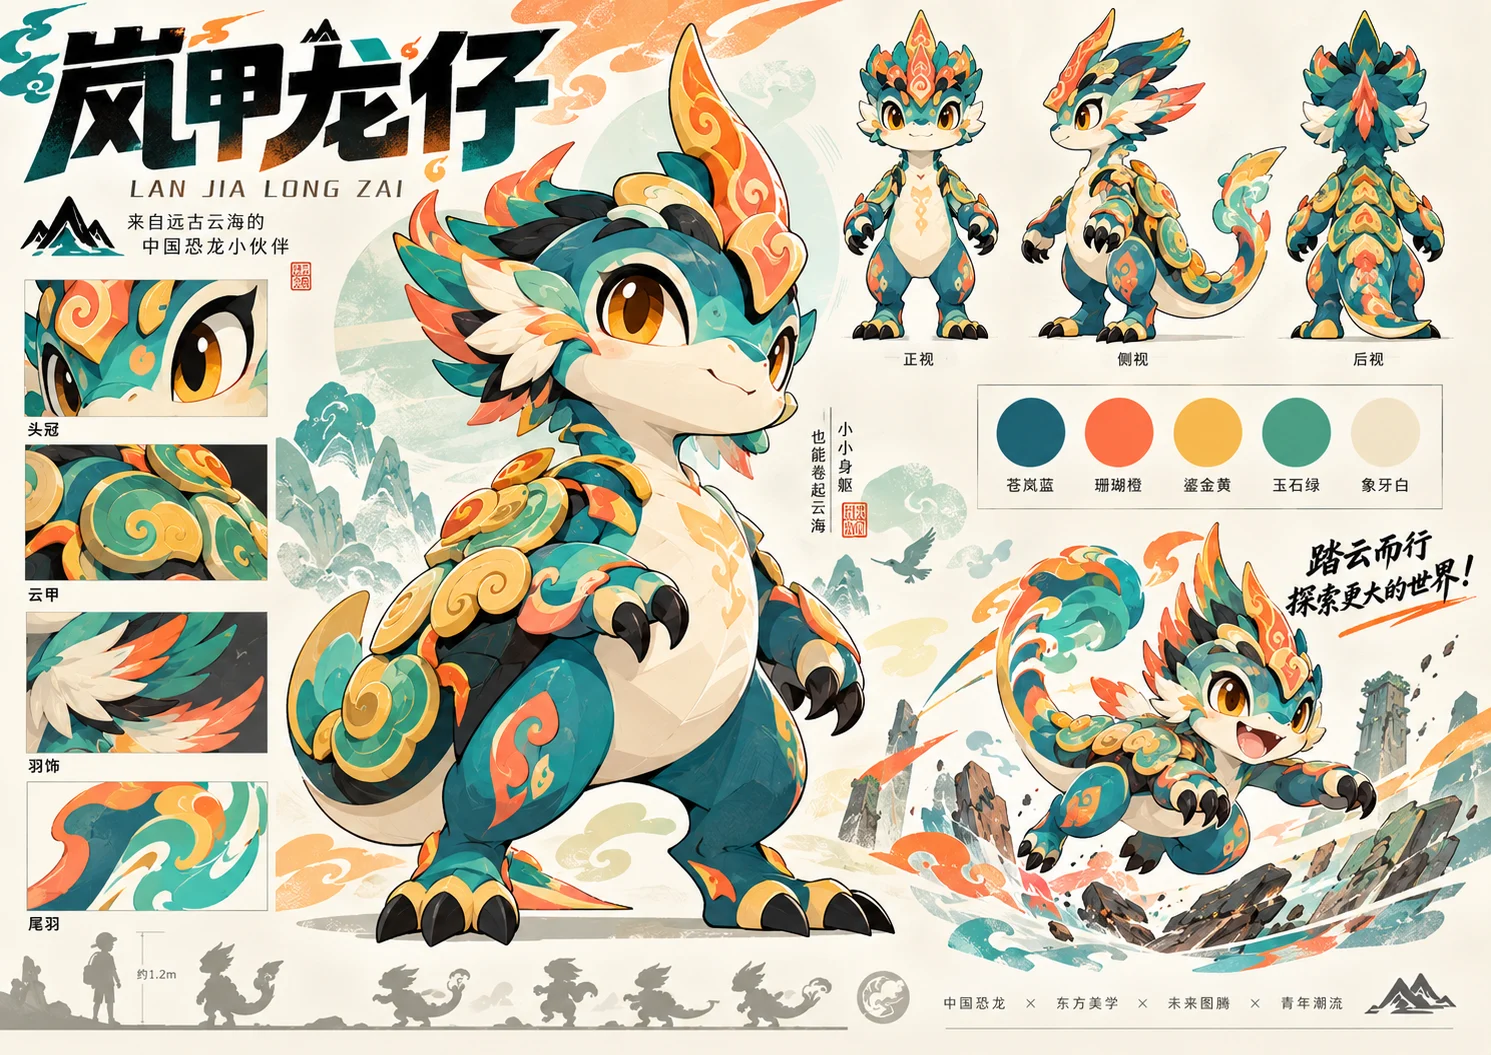 岚甲龙仔
LAN JIA LONG ZAI
来自远古云海的
中国恐龙小伙伴
头冠
云甲
羽饰
尾羽
约1.2m
小小身躯
也能卷起云海
正视
侧视
后视
苍岚蓝
珊瑚橙
鎏金黄
玉石绿
象牙白
踏云而行
探索更大的世界!
中国恐龙 × 东方美学 × 未来图腾 × 青年潮流